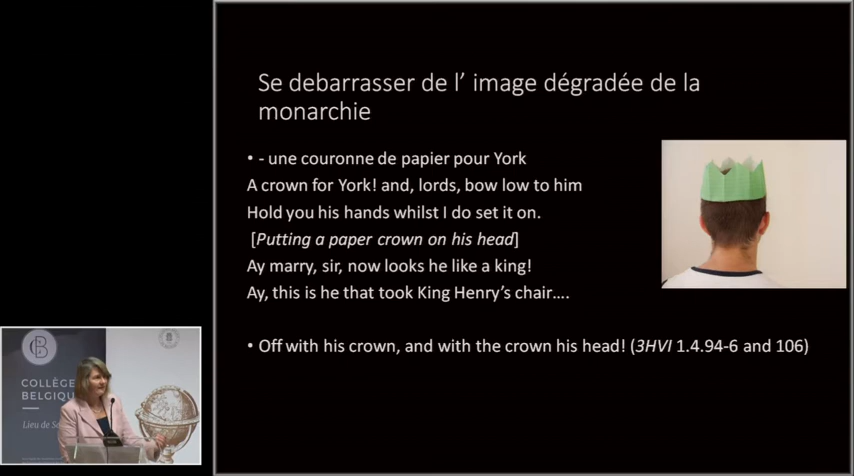 Se debarrasser de l’ image dégradée de la
monarchie
• - une couronne de papier pour York
A crown for York! and, lords, bow low to him
Hold you his hands whilst I do set it on.
[Putting a paper crown on his head]
Ay marry, sir, now looks he like a king!
Ay, this is he that took King Henry’s chair….
• Off with his crown, and with the crown his head! (3HVI 1.4.94-6 and 106)
COLLÈGE
BELGIQU
Lieu de